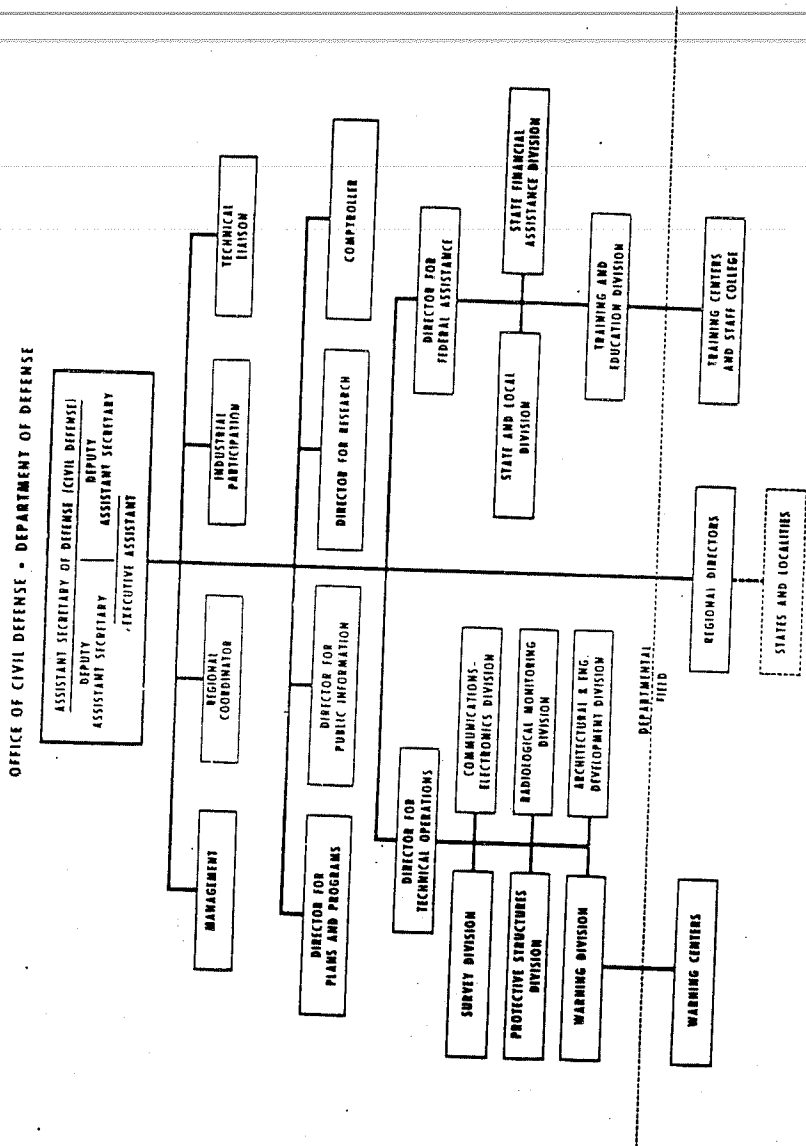 OFFICE OF CIVIL DEFENSE - DEPARTMENT OF DEFENSE
ASSISTANT SECRETARY OF DEFENSE (CIVIL DEFENSE)
DEPUTY
ASSISTANT SECRETARY
DEPUTY
ASSISTANT SECRETARY
EXECUTIVE ASSISTANT
MANAGEMENT
REGIONAL
COORDINATOR
INDUSTRIAL
PARTICIPATION
TECHNICAL
LIAISON
DIRECTOR FOR
PLANS AND PROGRAMS
DIRECTOR FOR
PUBLIC INFORMATION
DIRECTOR FOR RESEARCH
COMPTROLLER
DIRECTOR FOR
TECHNICAL OPERATIONS
DIRECTOR FOR
FEDERAL ASSISTANCE
SURVEY DIVISION
COMMUNICATIONS-
ELECTRONICS DIVISION
PROTECTIVE STRUCTURES
DIVISION
RADIOLOGICAL MONITORING
DIVISION
WARNING DIVISION
ARCHITECTURAL & ENG.
DEVELOPMENT DIVISION
STATE AND LOCAL
DIVISION
STATE FINANCIAL
ASSISTANCE DIVISION
TRAINING AND
EDUCATION DIVISION
DEPARTMENTAL
FIELD
WARNING CENTERS
REGIONAL DIRECTORS
TRAINING CENTERS
AND STAFF COLLEGE
STATES AND LOCALITIES